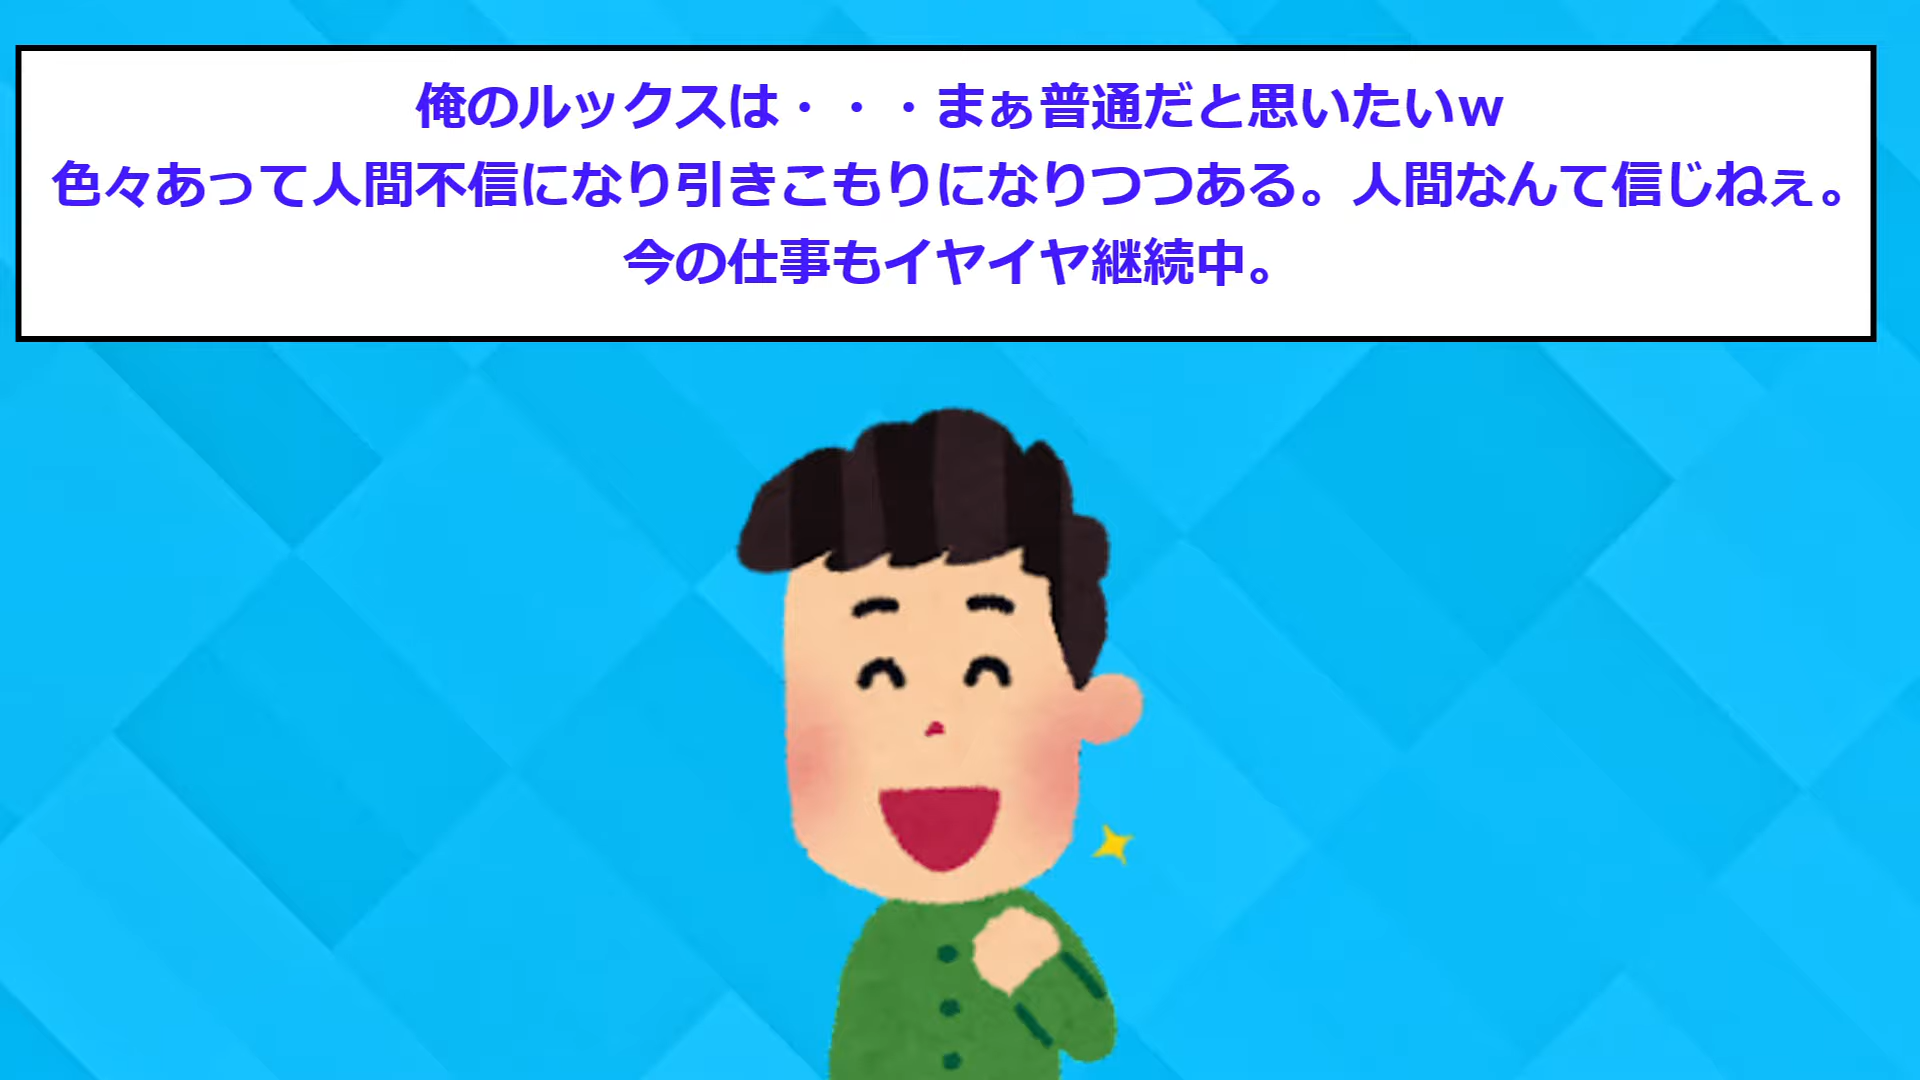 俺のルックスは・・・まぁ普通だと思いたいｗ
色々あって人間不信になり引きこもりになりつつある。人間なんて信じねぇ。
今の仕事もイヤイヤ継続中。